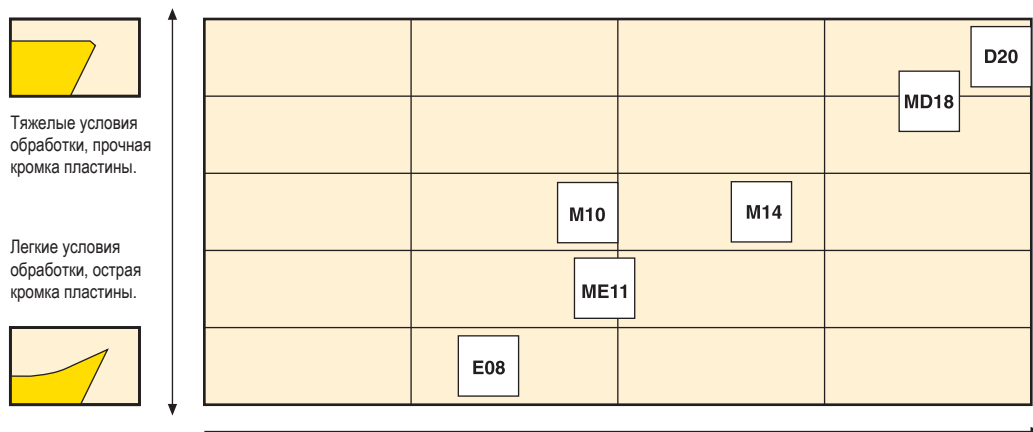 Тяжелые условия
обработки, прочная
кромка пластины.
Легкие условия
обработки, острая
кромка пластины.
D20
MD18
M10
M14
ME11
E08